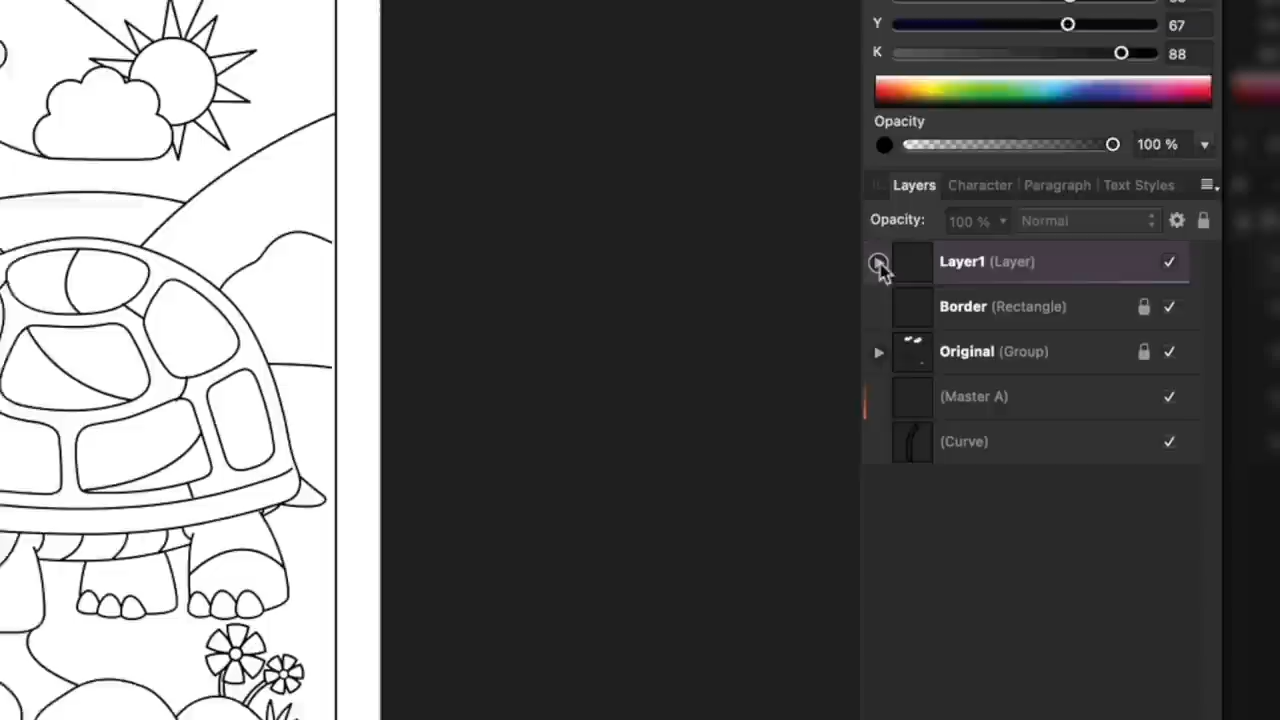 Y 67
K 88
Opacity
100 %
Layers Character Paragraph Text Styles
Opacity: 100 % Normal
Layer1 (Layer)
Border (Rectangle)
Original (Group)
(Master A)
(Curve)